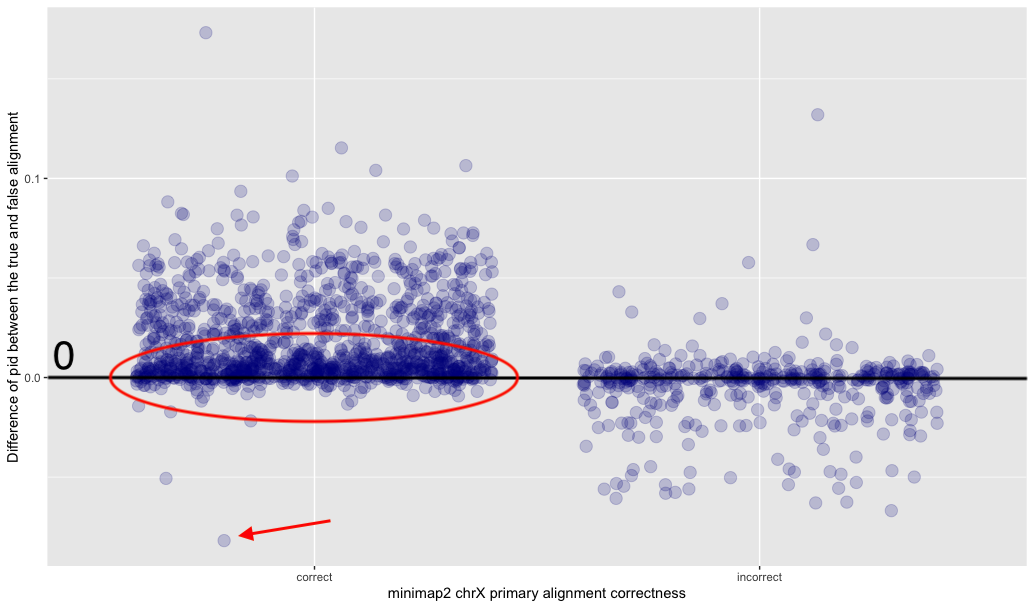 Difference of pid between the true and false alignment
0.1
0
0.0
correct
incorrect
minimap2 chrX primary alignment correctness